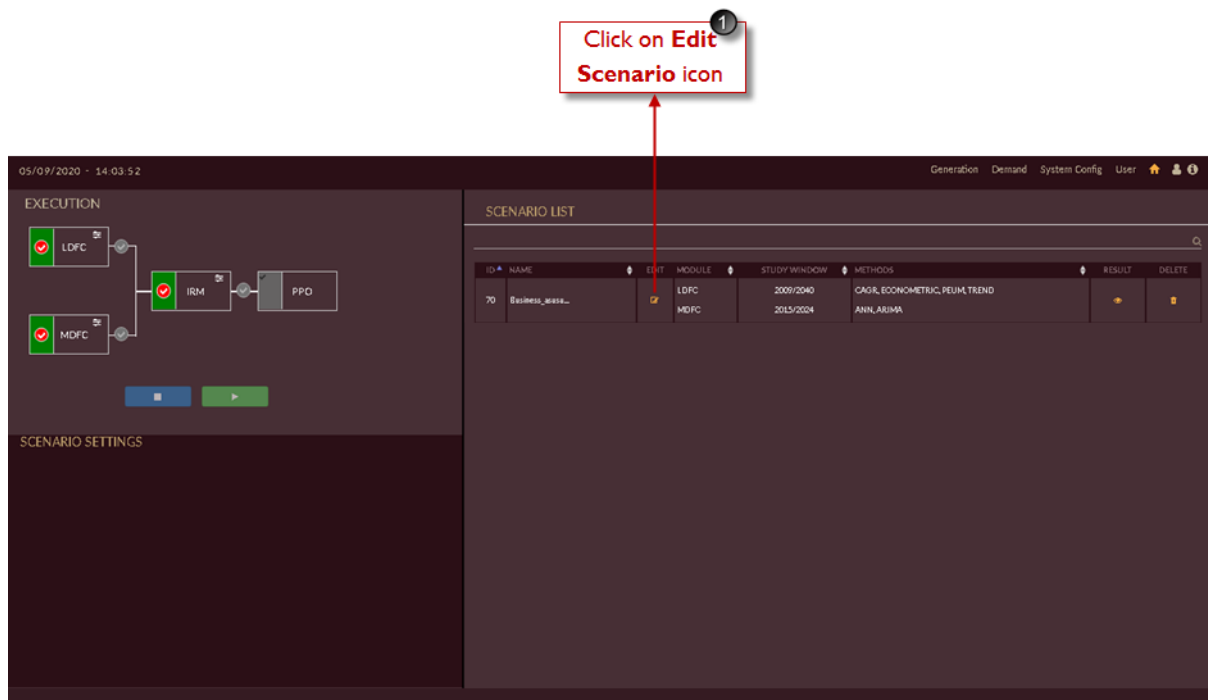 1
Click on Edit
Scenario icon
05/09/2020 - 14:03:52
Generation Demand System Config User
EXECUTION
LDFC
IRM
PPD
MDFC
SCENARIO SETTINGS
SCENARIO LIST
ID NAME EDIT MODULE STUDY WINDOW METHODS RESULT DELETE
70 Business_asusu... LDFC 2009/2040 CAGR, ECONOMETRIC, PEUM, TREND
MDFC 2015/2024 ANN, ARIMA